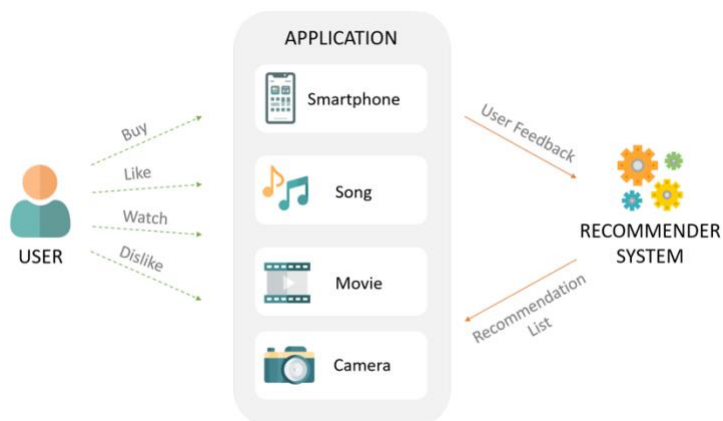 APPLICATION
Smartphone
Song
Movie
Camera
Buy
Like
Watch
Dislike
USER
User Feedback
RECOMMENDER
SYSTEM
Recommendation
List